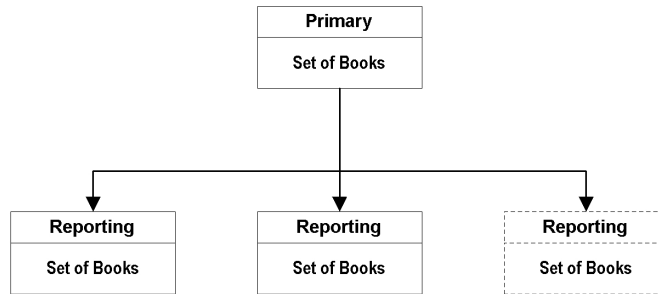 Primary
Set of Books
Reporting
Set of Books
Reporting
Set of Books
Reporting
Set of Books